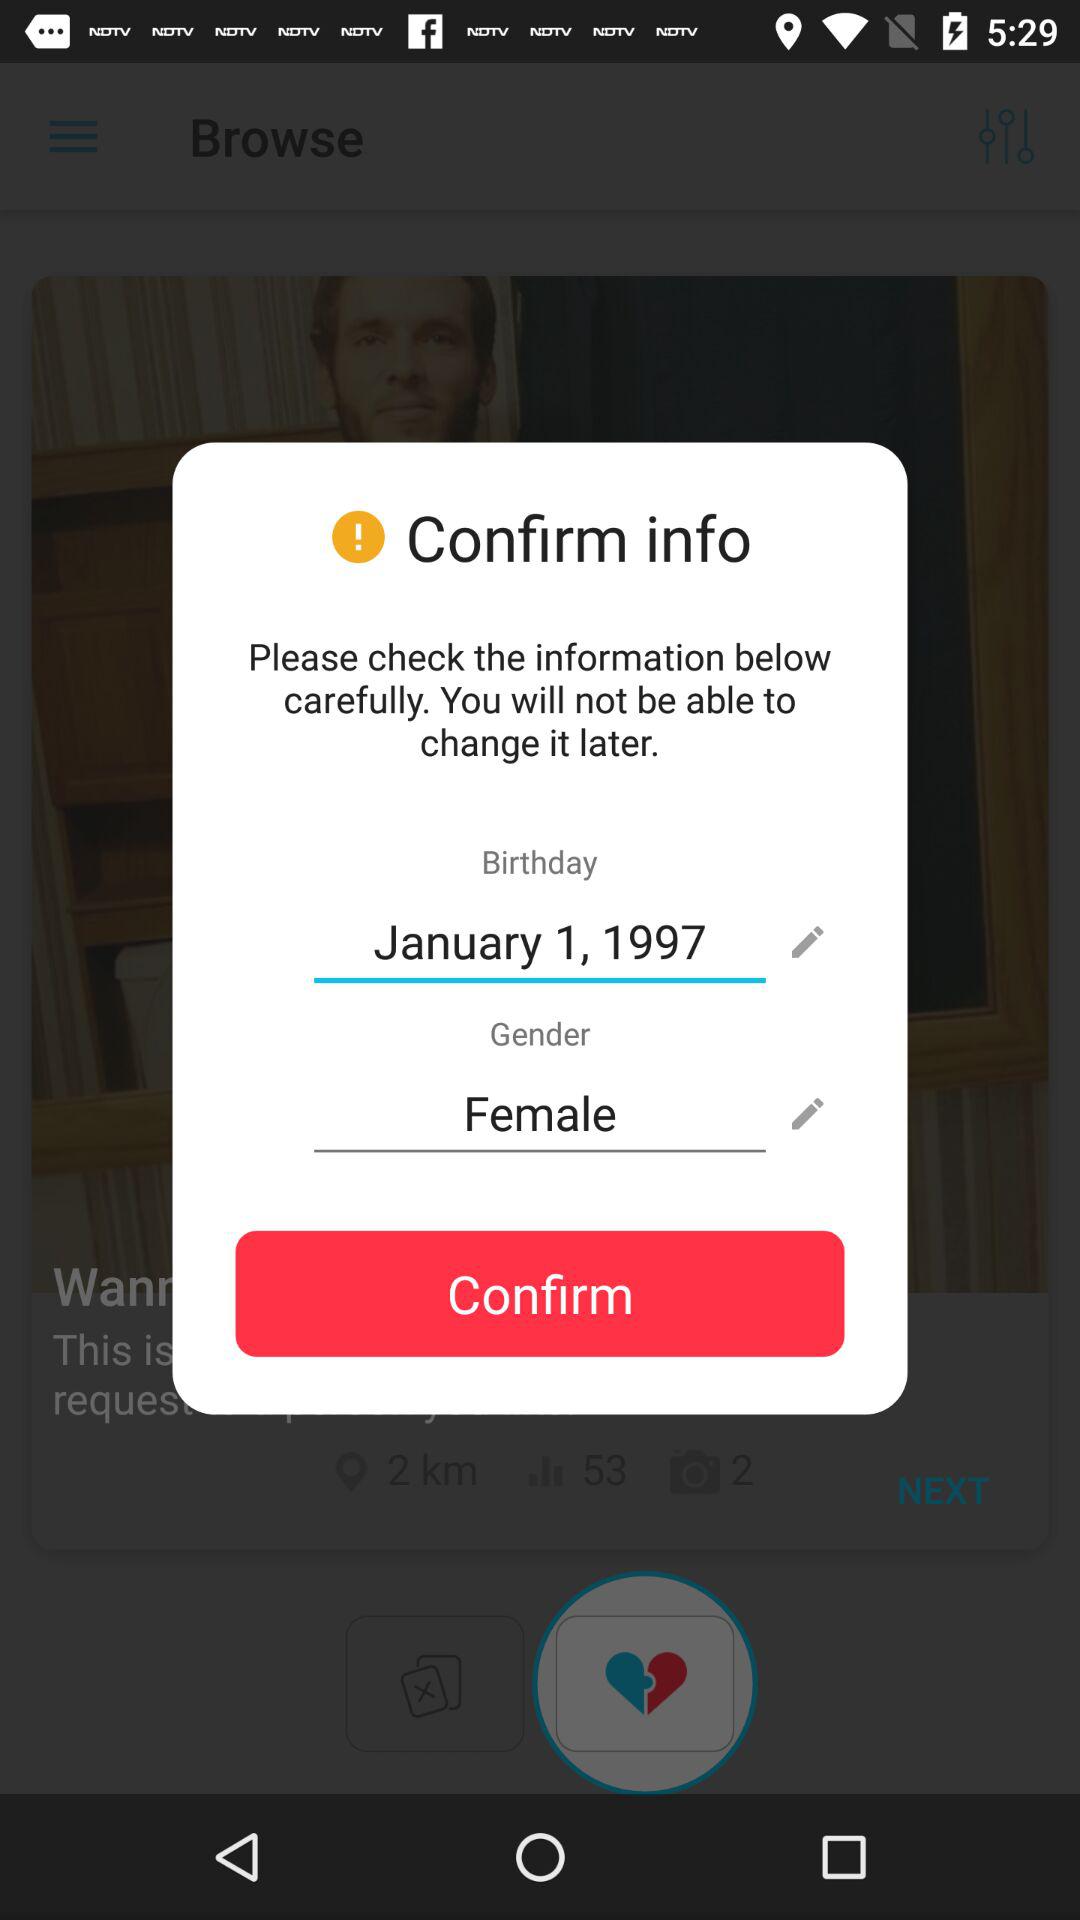 NDTV NDTV NDTV NDTV NDTV NDTV NDTV NDTV NDTV 5:29
Browse
Confirm info
Please check the information below
carefully. You will not be able to
change it later.
Birthday
January 1, 1997
Gender
Female
Confirm
This is
request
2 km 53 2
NEXT